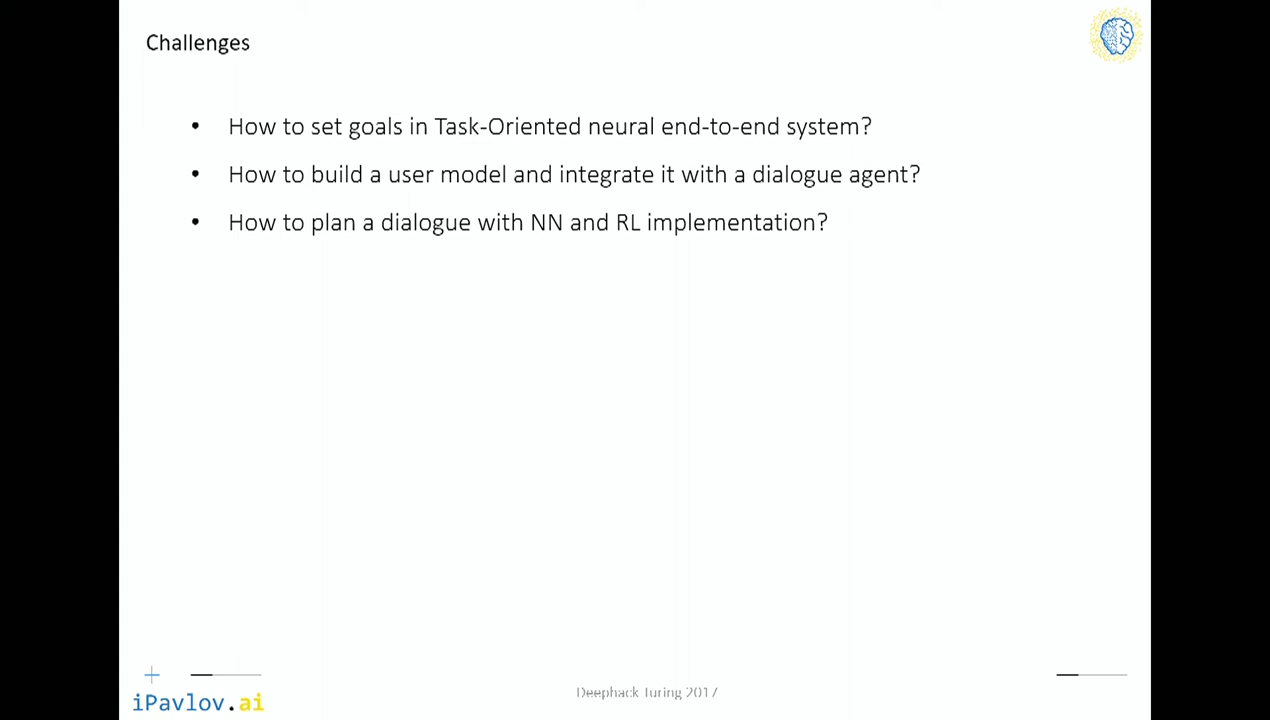 Challenges
• How to set goals in Task-Oriented neural end-to-end system?
• How to build a user model and integrate it with a dialogue agent?
• How to plan a dialogue with NN and RL implementation?
iPavlov.ai
Deephack Turing 2017